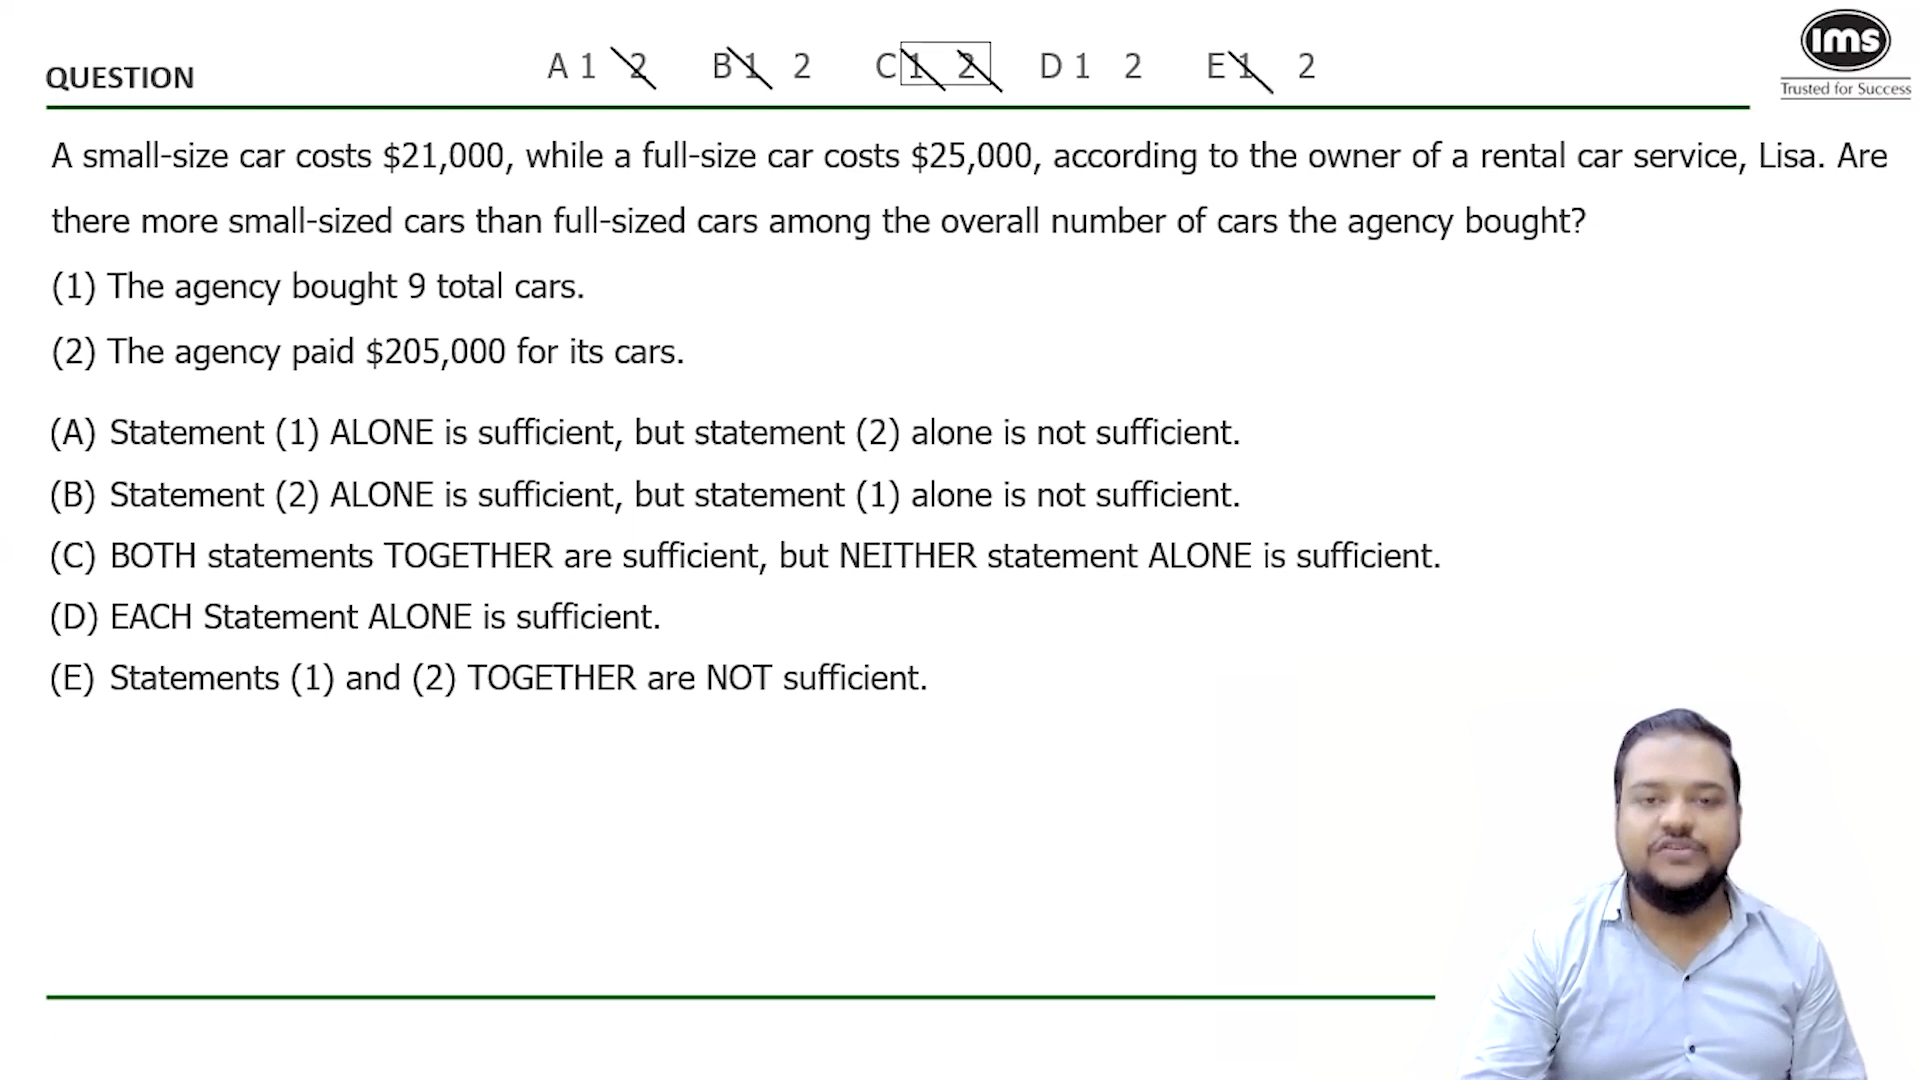 QUESTION
A 1 2 B 1 2 C 1 2 D 1 2 E 1 2
ims
Trusted for Success
A small-size car costs $21,000, while a full-size car costs $25,000, according to the owner of a rental car service, Lisa. Are
there more small-sized cars than full-sized cars among the overall number of cars the agency bought?
(1) The agency bought 9 total cars.
(2) The agency paid $205,000 for its cars.
(A) Statement (1) ALONE is sufficient, but statement (2) alone is not sufficient.
(B) Statement (2) ALONE is sufficient, but statement (1) alone is not sufficient.
(C) BOTH statements TOGETHER are sufficient, but NEITHER statement ALONE is sufficient.
(D) EACH Statement ALONE is sufficient.
(E) Statements (1) and (2) TOGETHER are NOT sufficient.